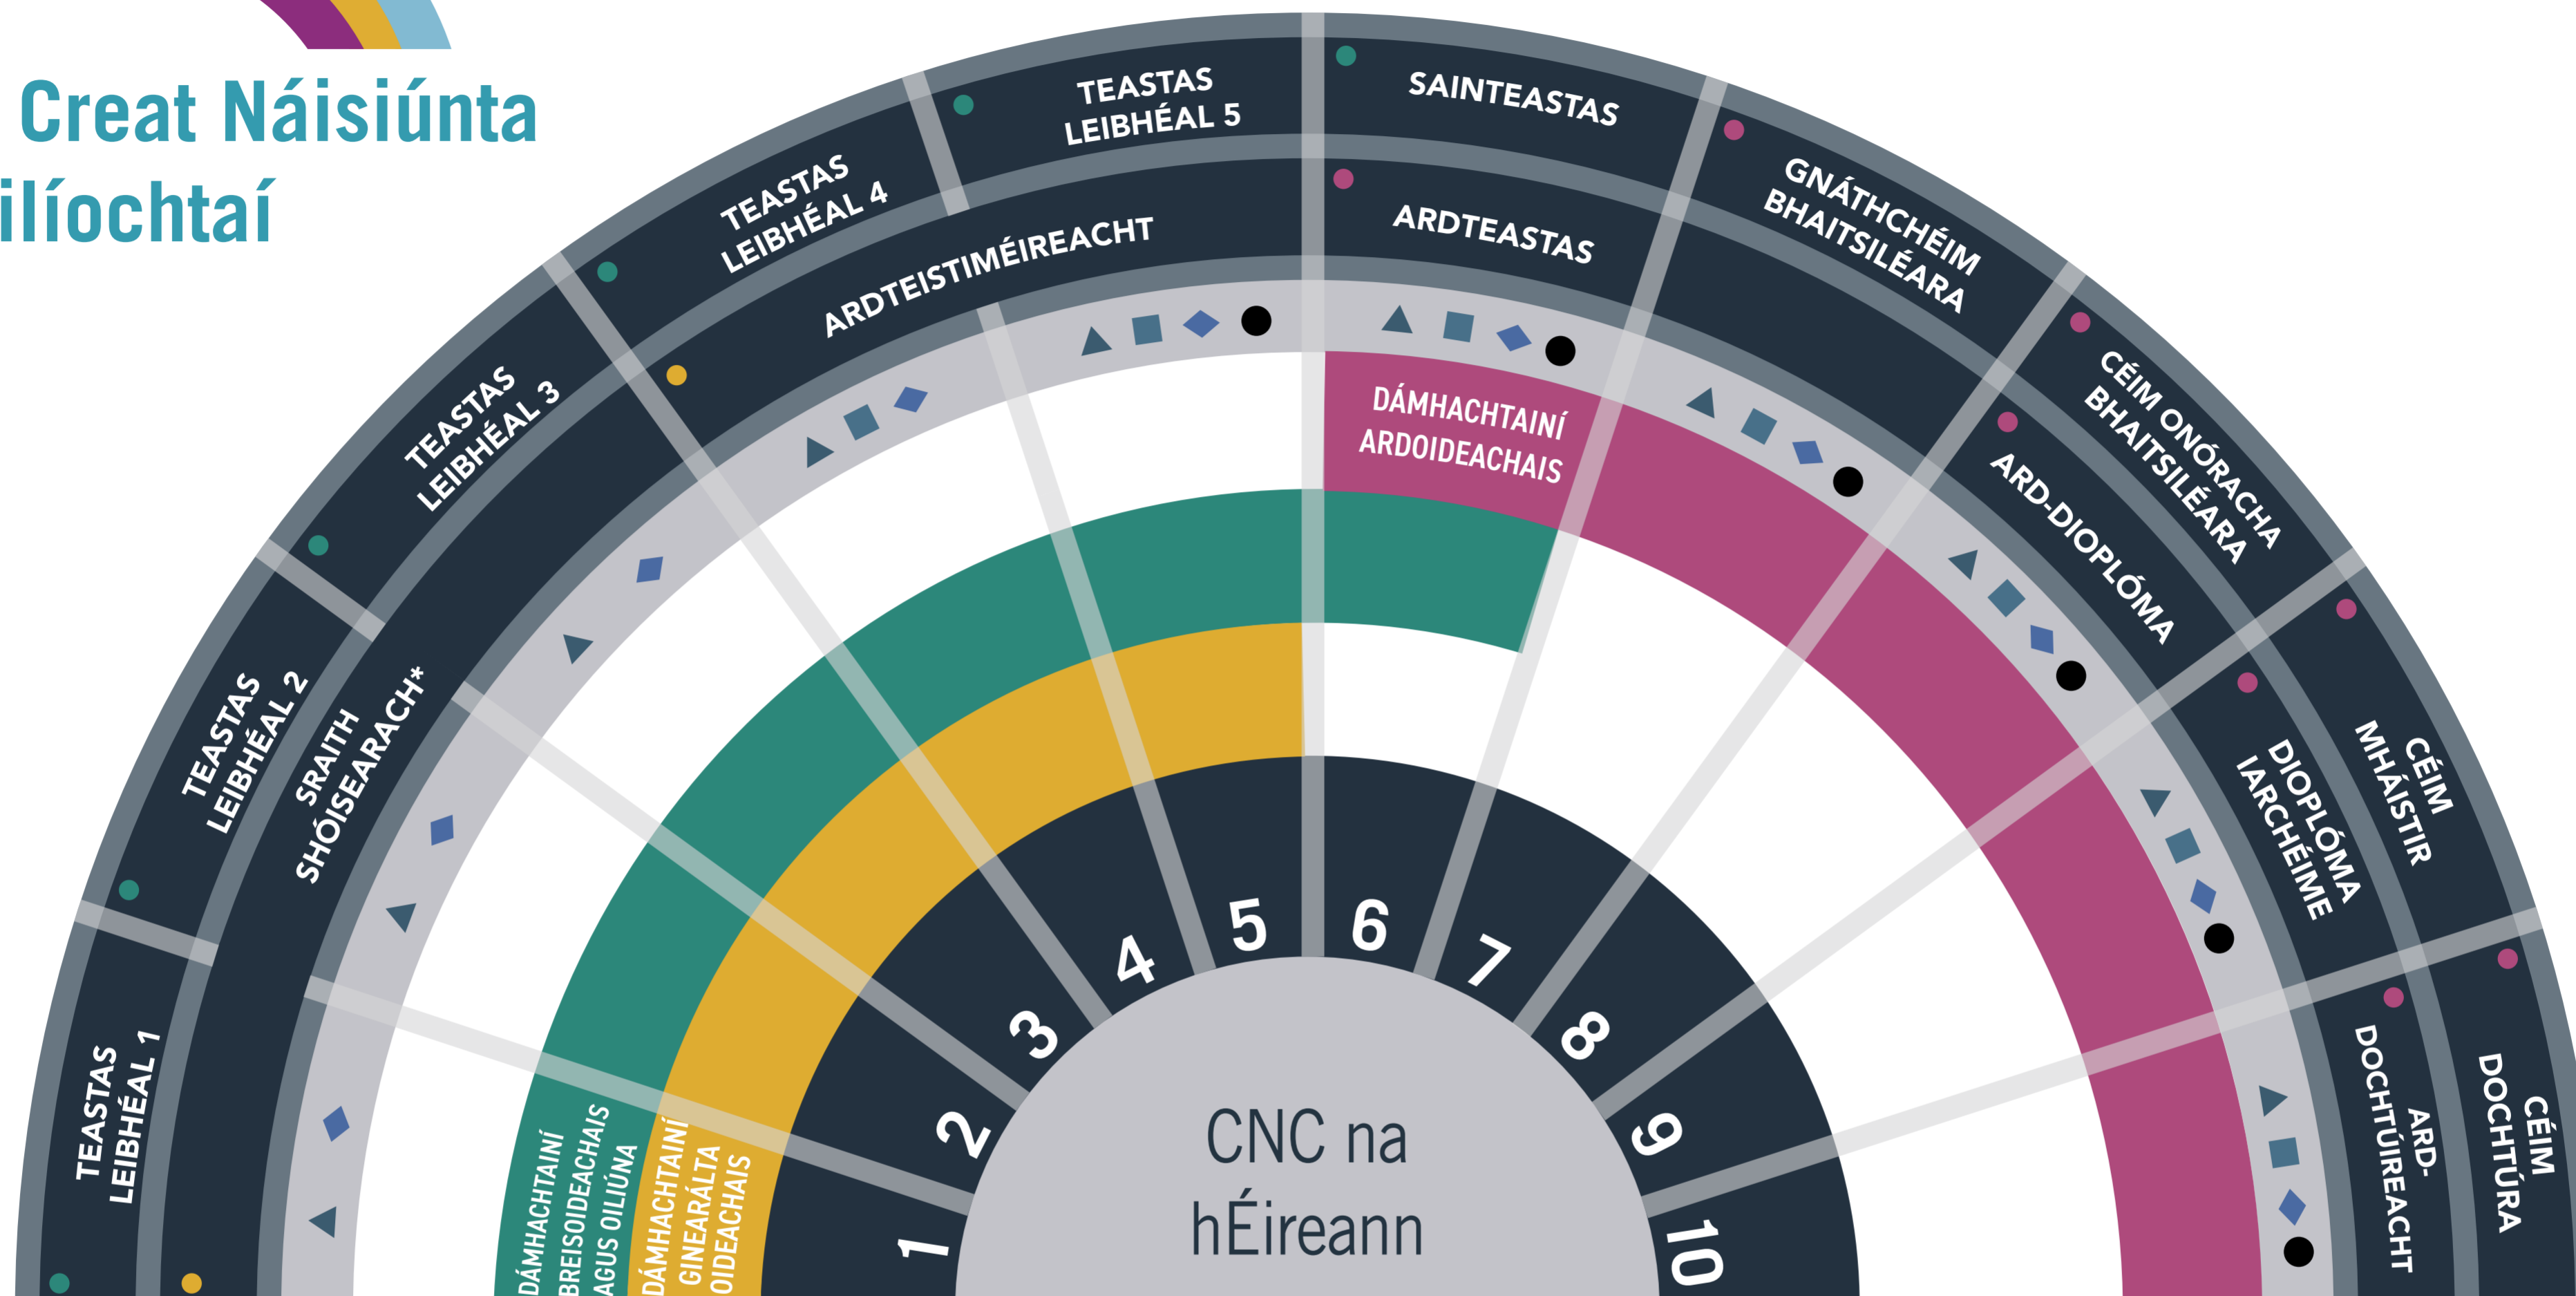 Creat Náisiúnta
ilíochtaí
TEASTAS
LEIBHÉAL 1
TEASTAS
LEIBHÉAL 2
TEASTAS
LEIBHÉAL 3
TEASTAS
LEIBHÉAL 4
TEASTAS
LEIBHÉAL 5
SAINTEASTAS
GNÁTHCHÉIM
BHAITSILÉARA
CÉIM ONÓRACHA
BHAITSILÉARA
CÉIM
MHÁISTIR
CÉIM
DOCHTÚRA
SRAITH
SHÓISEARACH*
ARDTEISTIMÉIREACHT
ARDTEASTAS
ARD-DIOPLÓMA
DIOPLÓMA
IARCHÉIME
ARD-
DOCHTÚIREACHT
DÁMHACHTAINÍ
ARDOIDEACHAIS
DÁMHACHTAINÍ
BREISOIDEACHAIS
AGUS OILIÚNA
DÁMHACHTAINÍ
GINEARÁLTA
OIDEACHAIS
1
2
3
4
5
6
7
8
9
10
CNC na
hÉireann